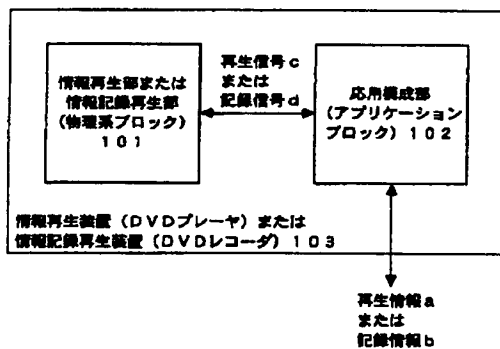 情報再生部または
情報記録再生部
(物理系ブロック)
101
再生信号c
または
記録信号d
応用構成部
(アプリケーション
ブロック)102
情報再生装置(DVDプレーヤ)または
情報記録再生装置(DVDレコーダ)103
再生情報a
または
記録情報b